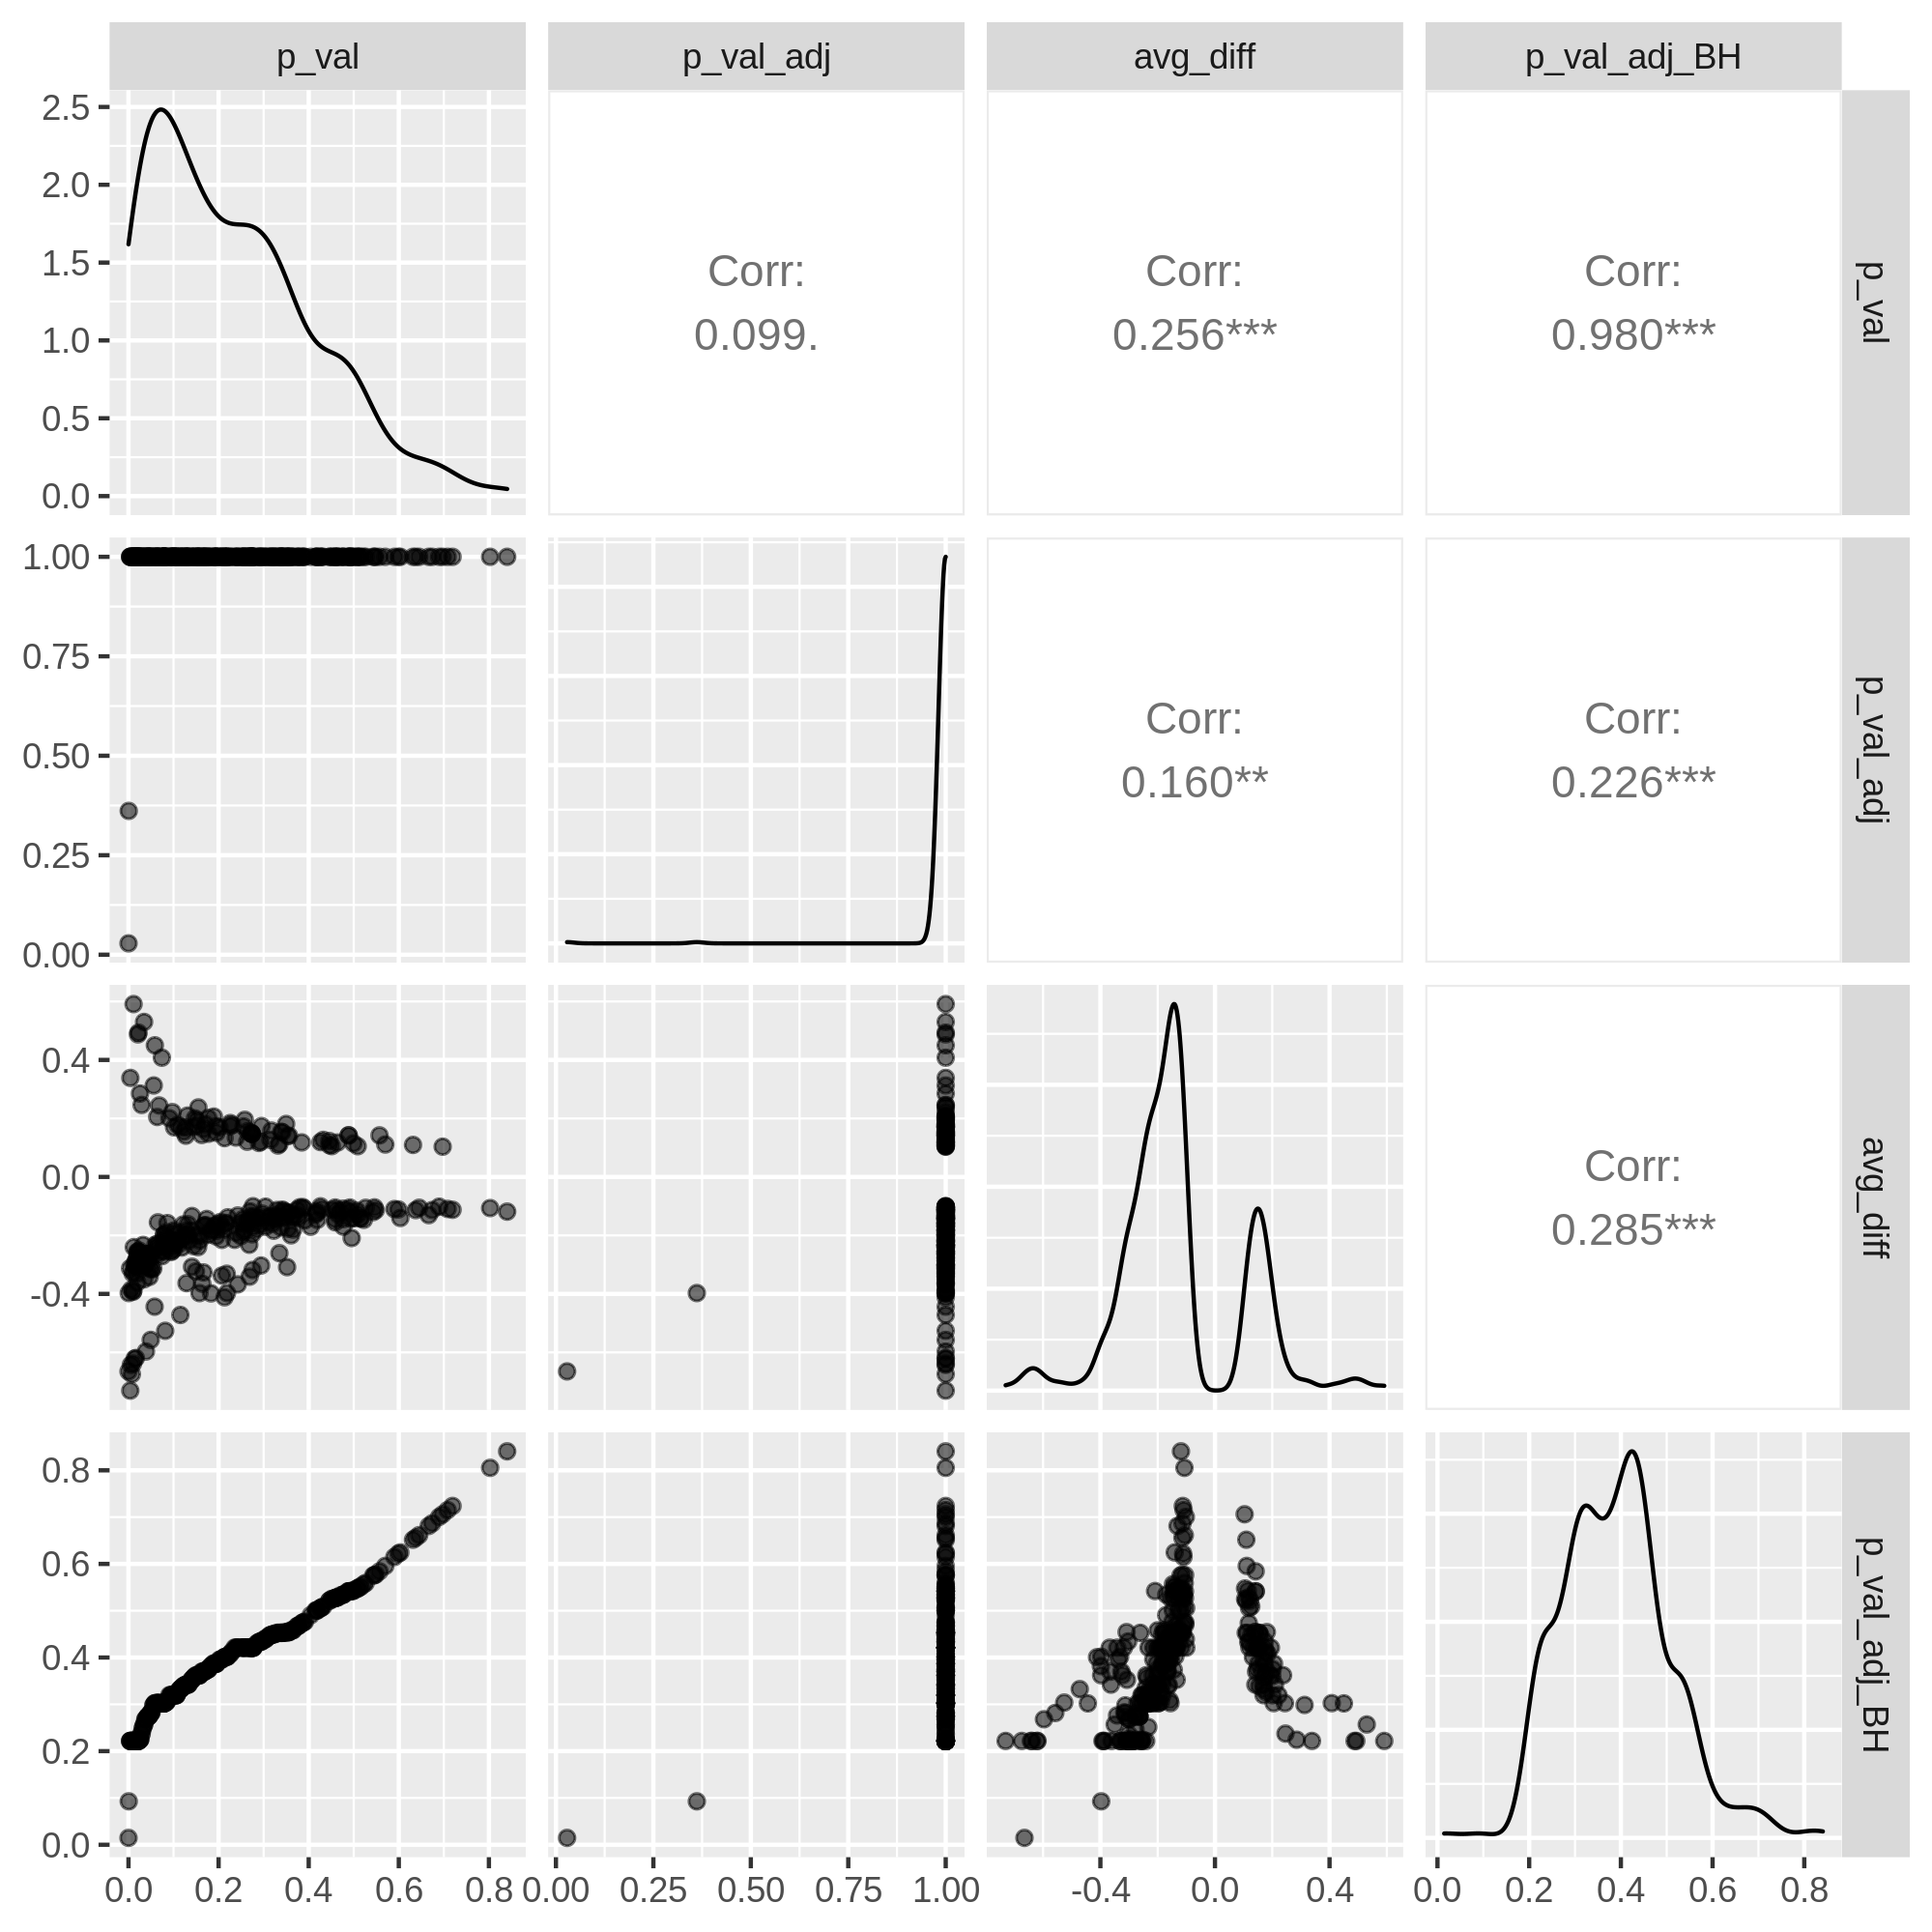 p_val p_val_adj avg_diff p_val_adj_BH
2.5
2.0
1.5
1.0
0.5
0.0
Corr:
0.099.
Corr:
0.256***
Corr:
0.980***
p_val
1.00
0.75
0.50
0.25
0.00
Corr:
0.160**
Corr:
0.226***
p_val_adj
0.4
0.0
-0.4
Corr:
0.285***
avg_diff
0.8
0.6
0.4
0.2
0.0
p_val_adj_BH
0.0 0.2 0.4 0.6 0.8
0.00 0.25 0.50 0.75 1.00
-0.4 0.0 0.4
0.0 0.2 0.4 0.6 0.8